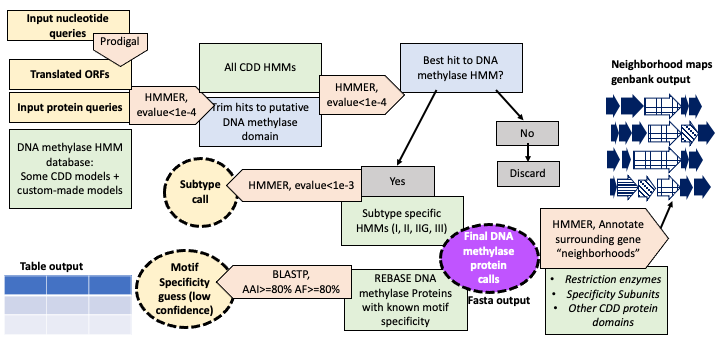 Input nucleotide
queries
Prodigal
Translated ORFs
Input protein queries
HMMER,
evalue<1e-4
DNA methylase HMM
database:
Some CDD models +
custom-made models
All CDD HMMs
Trim hits to putative
DNA methylase
domain
HMMER,
evalue<1e-4
Best hit to DNA
methylase HMM?
No
Discard
Yes
HMMER, evalue<1e-3
Subtype
call
Subtype specific
HMMs (I, II, IIG, III)
Final DNA
methylase
protein
calls
Fasta output
REBASE DNA
methylase Proteins
with known motif
specificity
BLASTP,
AAI>=80% AF>=80%
Motif
Specificity
guess (low
confidence)
Table output
HMMER, Annotate
surrounding gene
“neighborhoods”
• Restriction enzymes
• Specificity Subunits
• Other CDD protein
domains
Neighborhood maps
genbank output